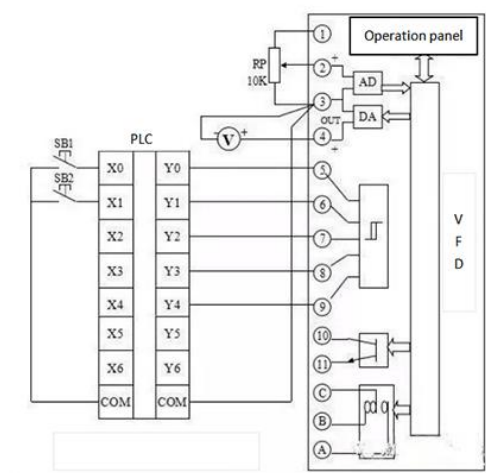 Operation panel
1
RP
10K
2 +
AD
3
DA
OUT
V +
4
+
SB1
PLC
X0 Y0
5
SB2
X1 Y1
6
X2 Y2
7
X3 Y3
8
X4 Y4
9
X5 Y5
10
X6 Y6
11
COM COM
C
B
A
V
F
D